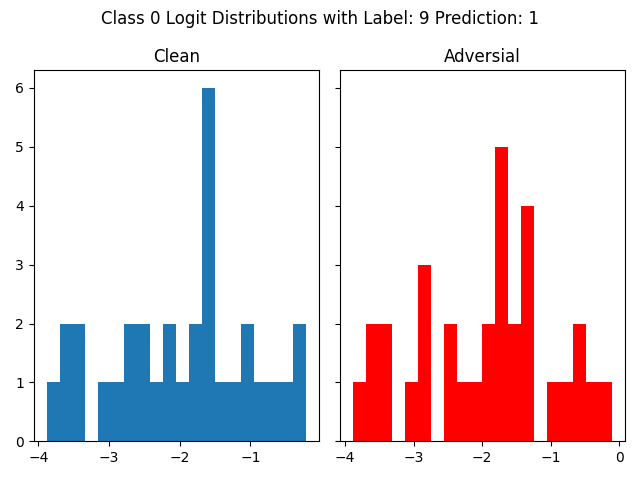 Class 0 Logit Distributions with Label: 9 Prediction: 1
Clean
Adversial
6
5
4
3
2
1
0
−4 −3 −2 −1
−4 −3 −2 −1 0